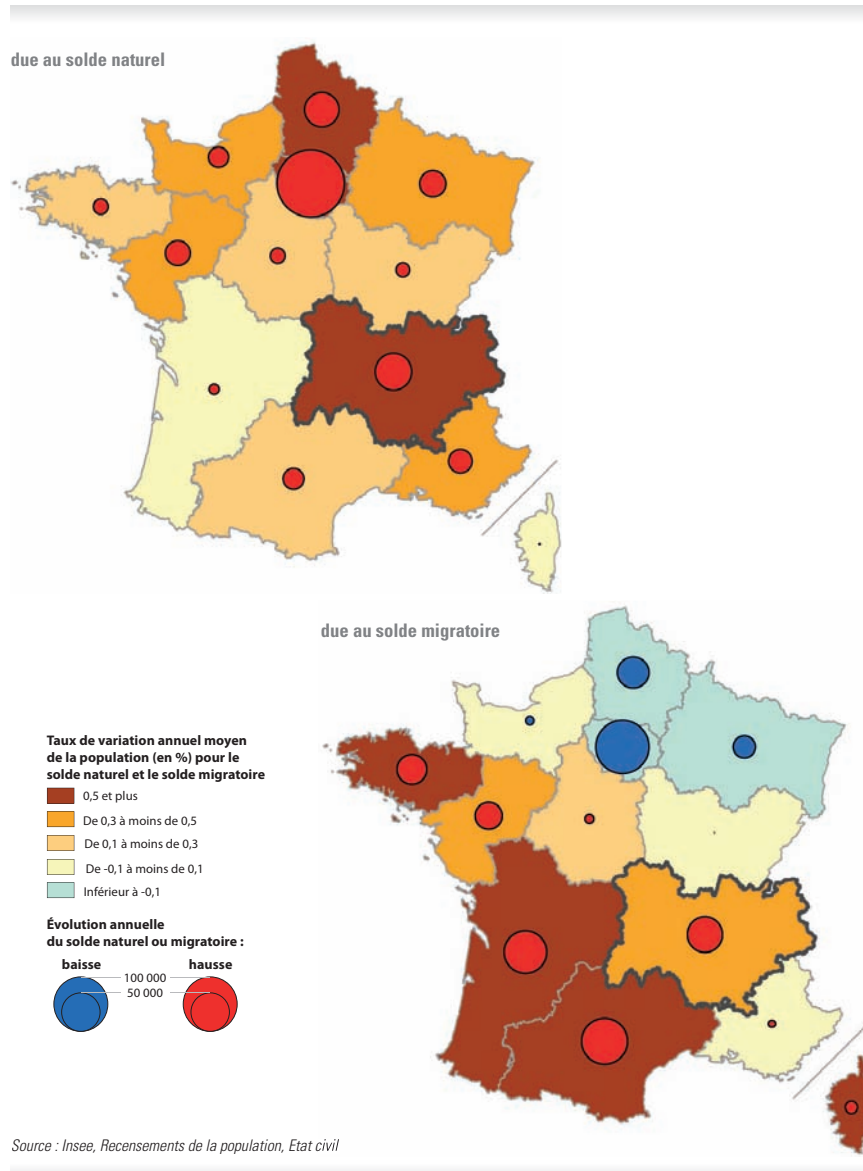 due au solde naturel
due au solde migratoire
Taux de variation annuel moyen
de la population (en %) pour le
solde naturel et le solde migratoire
0,5 et plus
De 0,3 à moins de 0,5
De 0,1 à moins de 0,3
De -0,1 à moins de 0,1
Inférieur à -0,1
Évolution annuelle
du solde naturel ou migratoire :
baisse hausse
100 000
50 000
Source : Insee, Recensements de la population, Etat civil